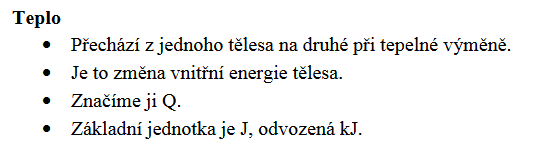 Teplo
• Přechází z jednoho tělesa na druhé při tepelné výměně.
• Je to změna vnitřní energie tělesa.
• Značíme ji Q.
• Základní jednotka je J, odvozená kJ.